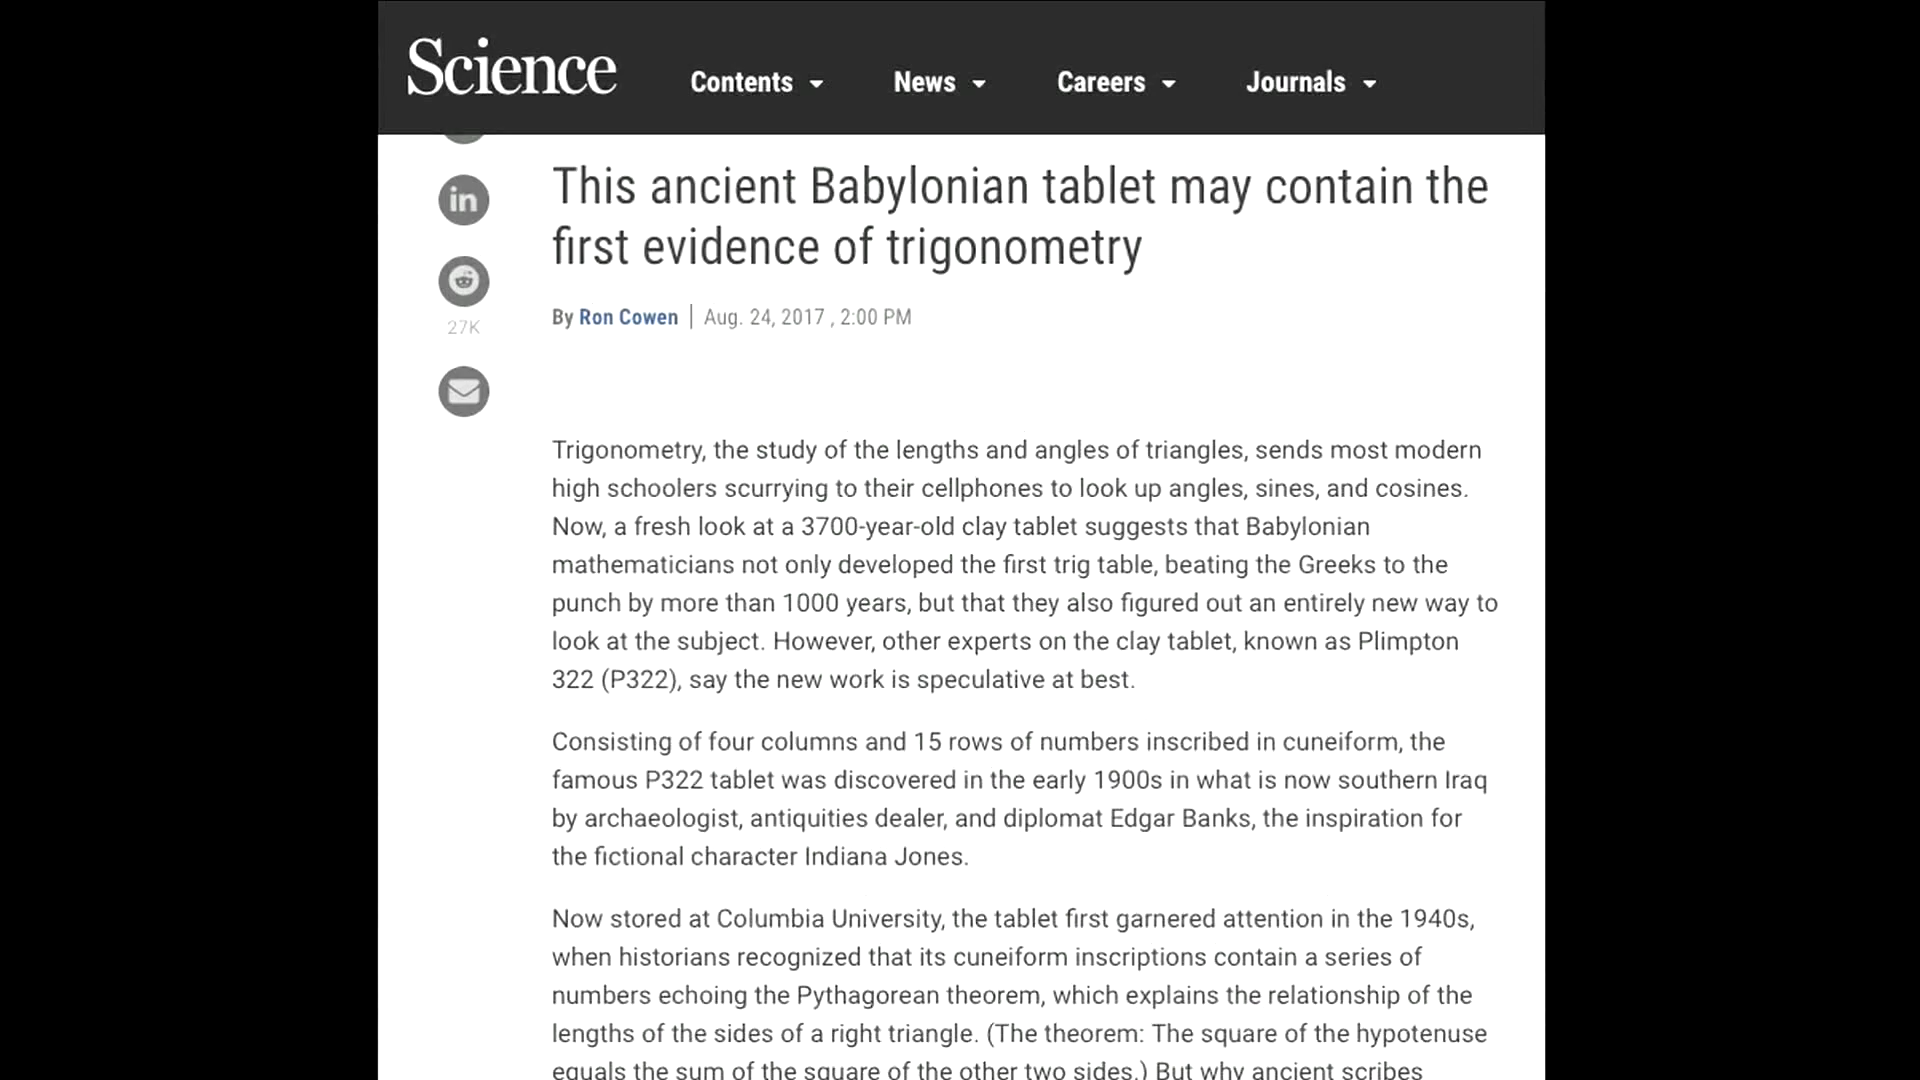 Science
Contents
News
Careers
Journals
in
27K
This ancient Babylonian tablet may contain the
first evidence of trigonometry
By Ron Cowen | Aug. 24, 2017 , 2:00 PM
Trigonometry, the study of the lengths and angles of triangles, sends most modern
high schoolers scurrying to their cellphones to look up angles, sines, and cosines.
Now, a fresh look at a 3700-year-old clay tablet suggests that Babylonian
mathematicians not only developed the first trig table, beating the Greeks to the
punch by more than 1000 years, but that they also figured out an entirely new way to
look at the subject. However, other experts on the clay tablet, known as Plimpton
322 (P322), say the new work is speculative at best.
Consisting of four columns and 15 rows of numbers inscribed in cuneiform, the
famous P322 tablet was discovered in the early 1900s in what is now southern Iraq
by archaeologist, antiquities dealer, and diplomat Edgar Banks, the inspiration for
the fictional character Indiana Jones.
Now stored at Columbia University, the tablet first garnered attention in the 1940s,
when historians recognized that its cuneiform inscriptions contain a series of
numbers echoing the Pythagorean theorem, which explains the relationship of the
lengths of the sides of a right triangle. (The theorem: The square of the hypotenuse
equals the sum of the square of the other two sides.) But why ancient scribes